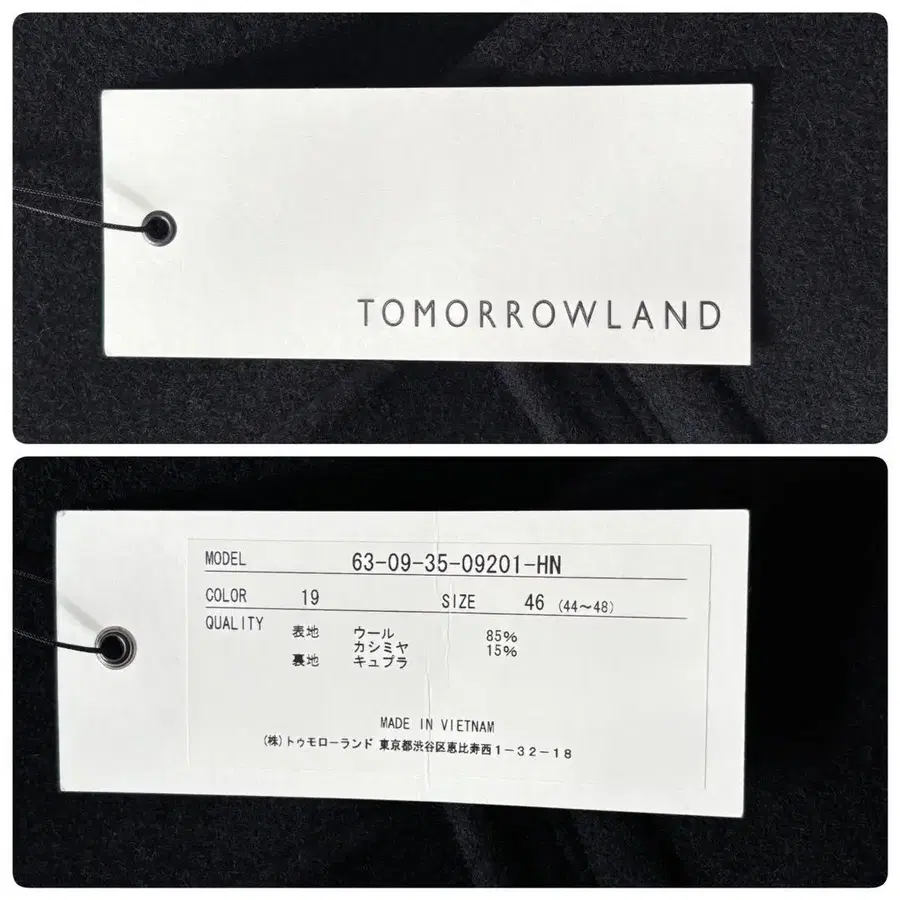 TOMORROWLAND
MODEL 63-09-35-09201-HN
COLOR 19 SIZE 46 (44～48)
QUALITY 表地 ウール 85%
カシミヤ 15%
裏地 キュプラ
MADE IN VIETNAM
(株)トゥモローランド 東京都渋谷区恵比寿西1-32-18